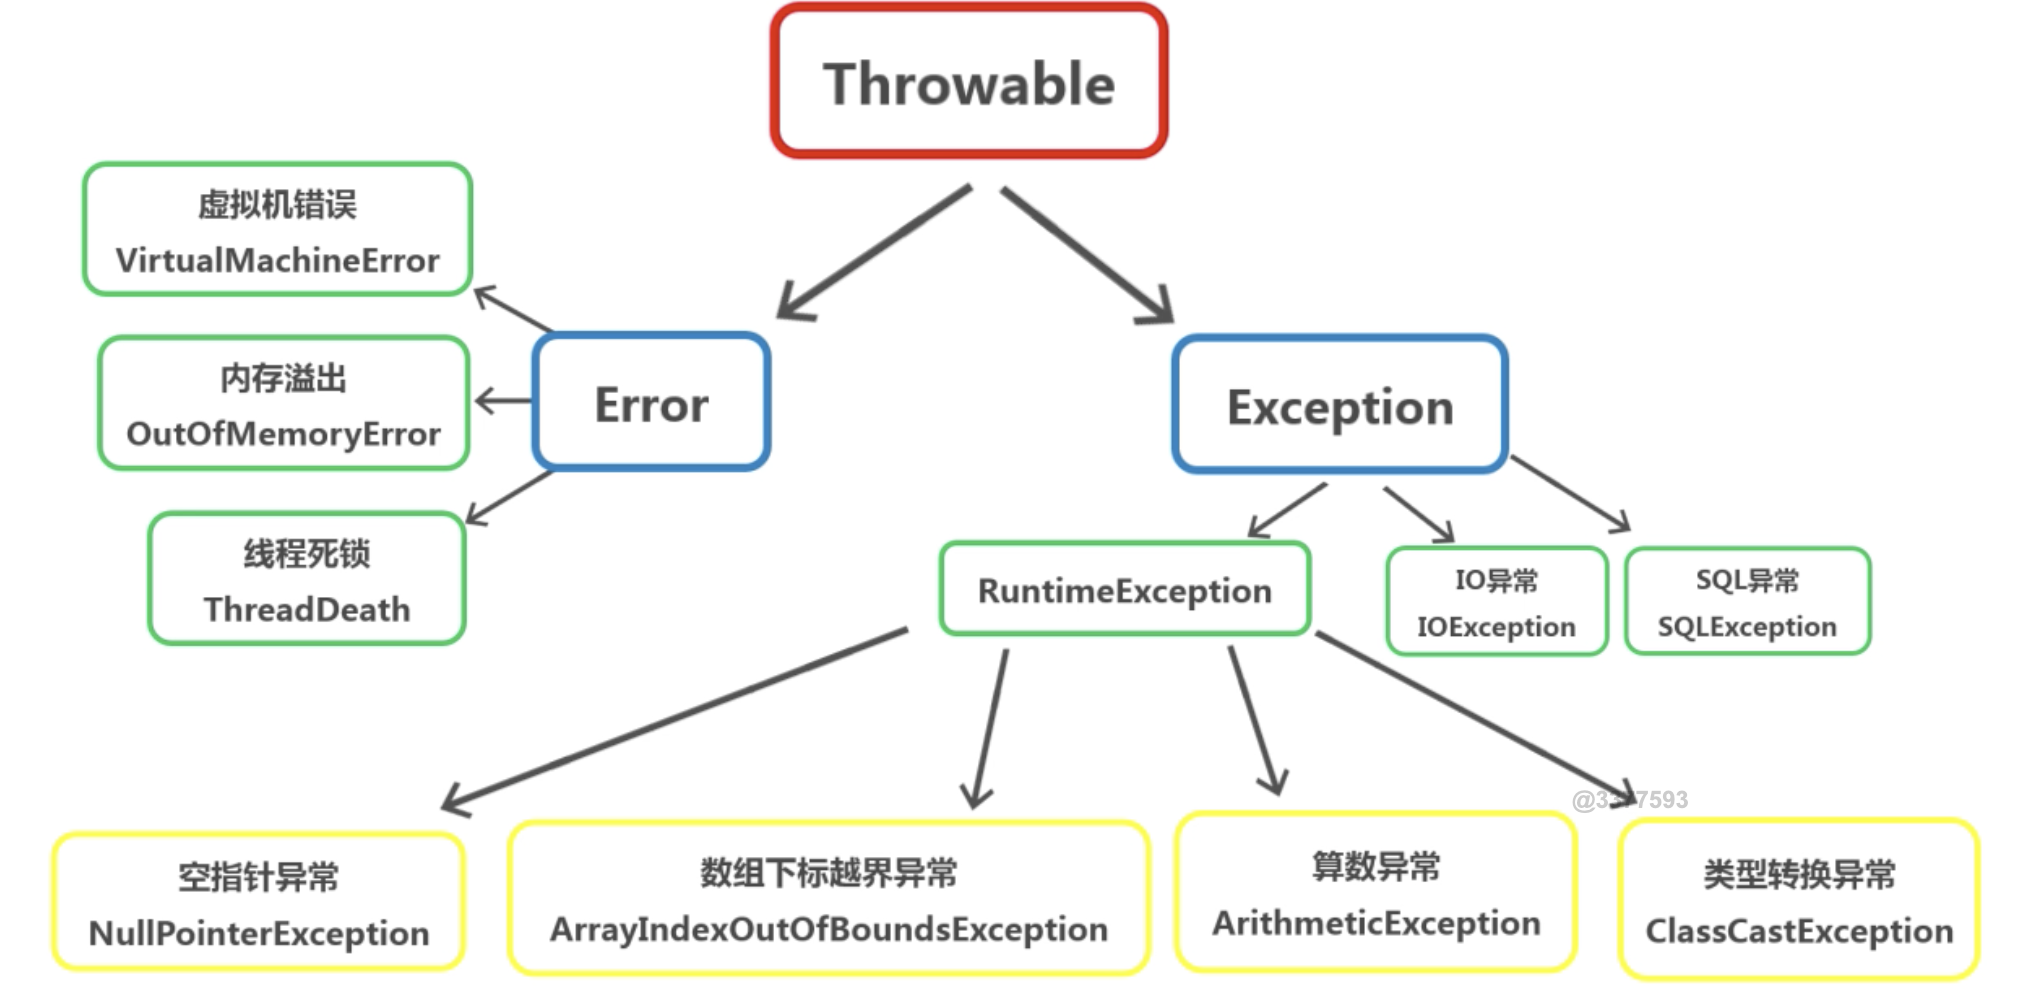 Throwable
虚拟机错误
VirtualMachineError
内存溢出
OutOfMemoryError
Error
Exception
线程死锁
ThreadDeath
RuntimeException
IO异常
IOException
SQL异常
SQLException
空指针异常
NullPointerException
数组下标越界异常
ArrayIndexOutOfBoundsException
算数异常
ArithmeticException
类型转换异常
ClassCastException